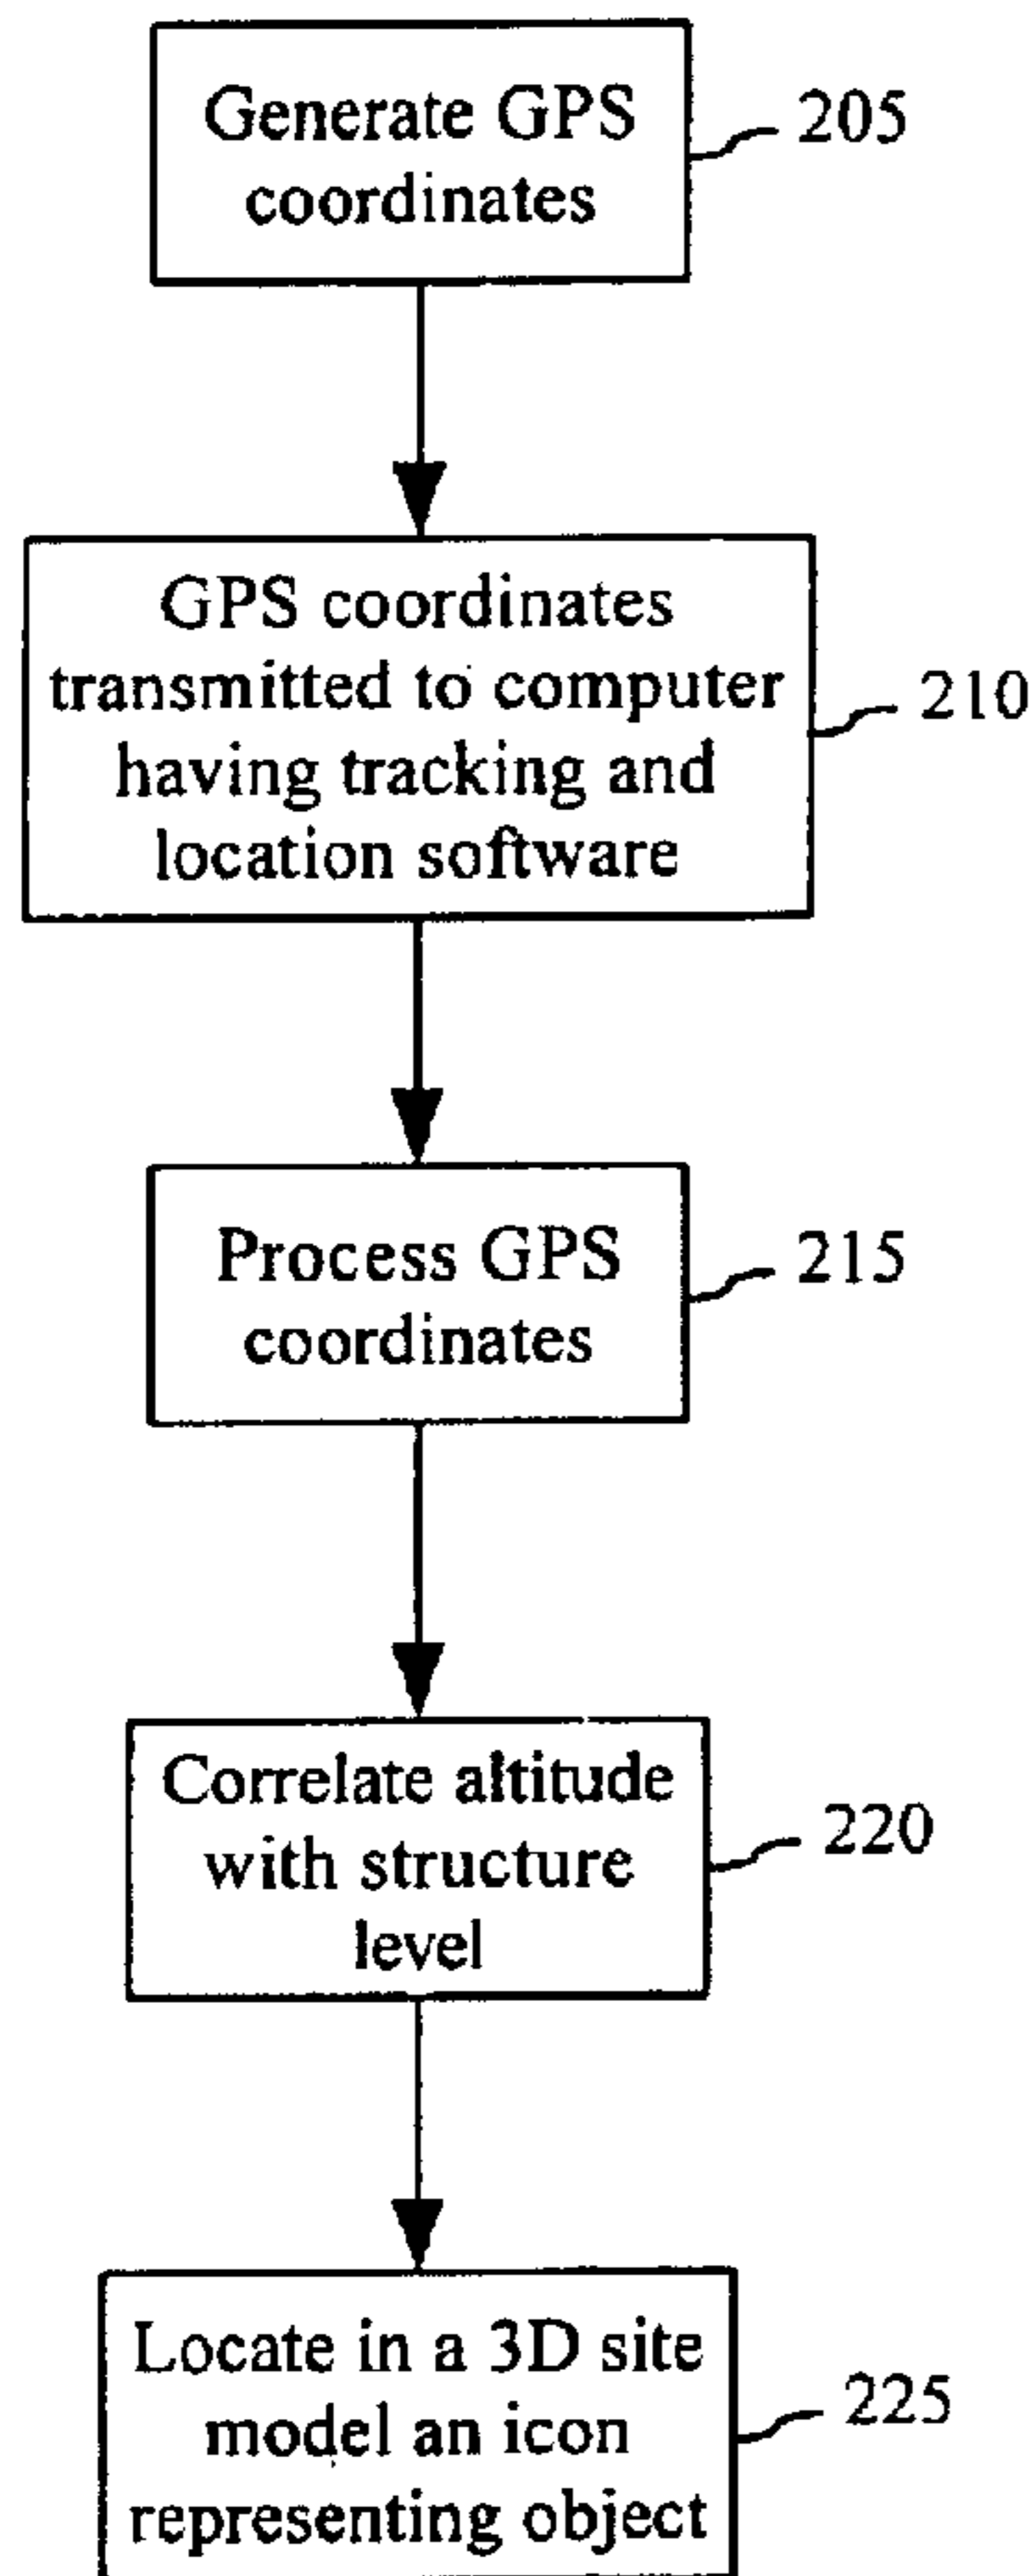 Generate GPS
coordinates
205
GPS coordinates
transmitted to computer
having tracking and
location software
210
Process GPS
coordinates
215
Correlate altitude
with structure
level
220
Locate in a 3D site
model an icon
representing object
225